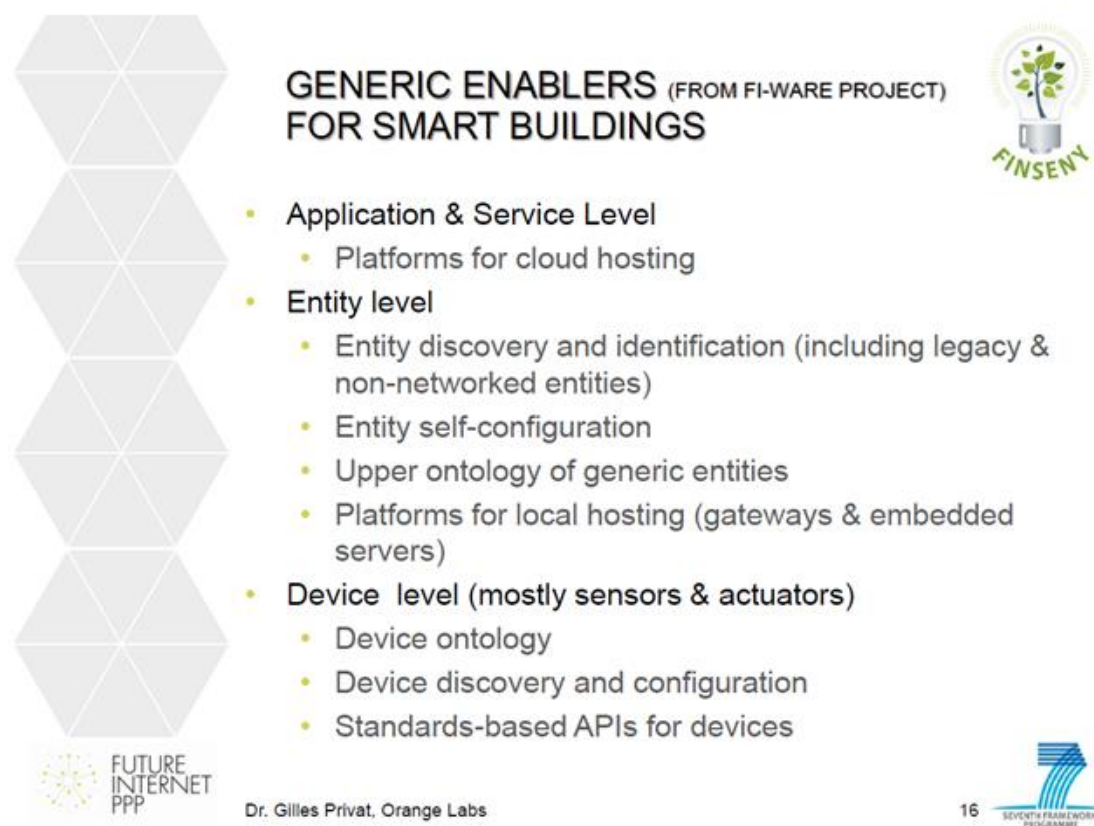 GENERIC ENABLERS (FROM FI-WARE PROJECT)
FOR SMART BUILDINGS
FINSENY
• Application & Service Level
• Platforms for cloud hosting
• Entity level
• Entity discovery and identification (including legacy &
non-networked entities)
• Entity self-configuration
• Upper ontology of generic entities
• Platforms for local hosting (gateways & embedded
servers)
• Device  level (mostly sensors & actuators)
• Device ontology
• Device discovery and configuration
• Standards-based APIs for devices
FUTURE
INTERNET
PPP
Dr. Gilles Privat, Orange Labs
16
SEVENTH FRAMEWORK
PROGRAMME